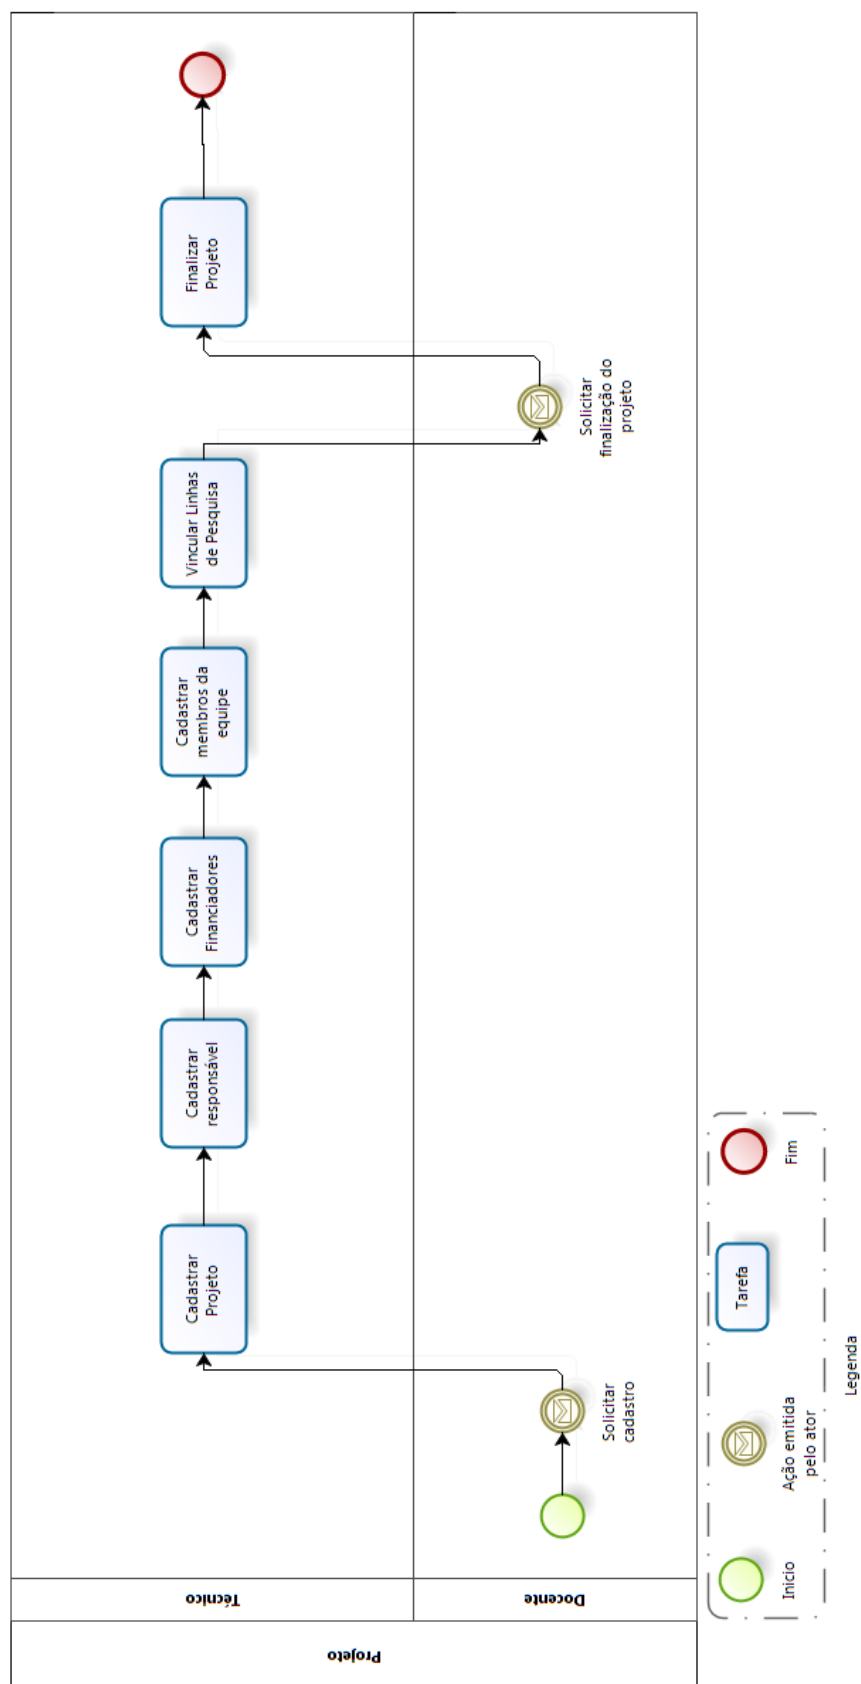 Projeto
Técnico
Docente
Solicitar
cadastro
Cadastrar
Projeto
Cadastrar
responsável
Cadastrar
Financiadores
Cadastrar
membros da
equipe
Vincular Linhas
de Pesquisa
Solicitar
finalização do
projeto
Finalizar
Projeto
Inicio
Ação emitida
pelo ator
Tarefa
Fim
Legenda